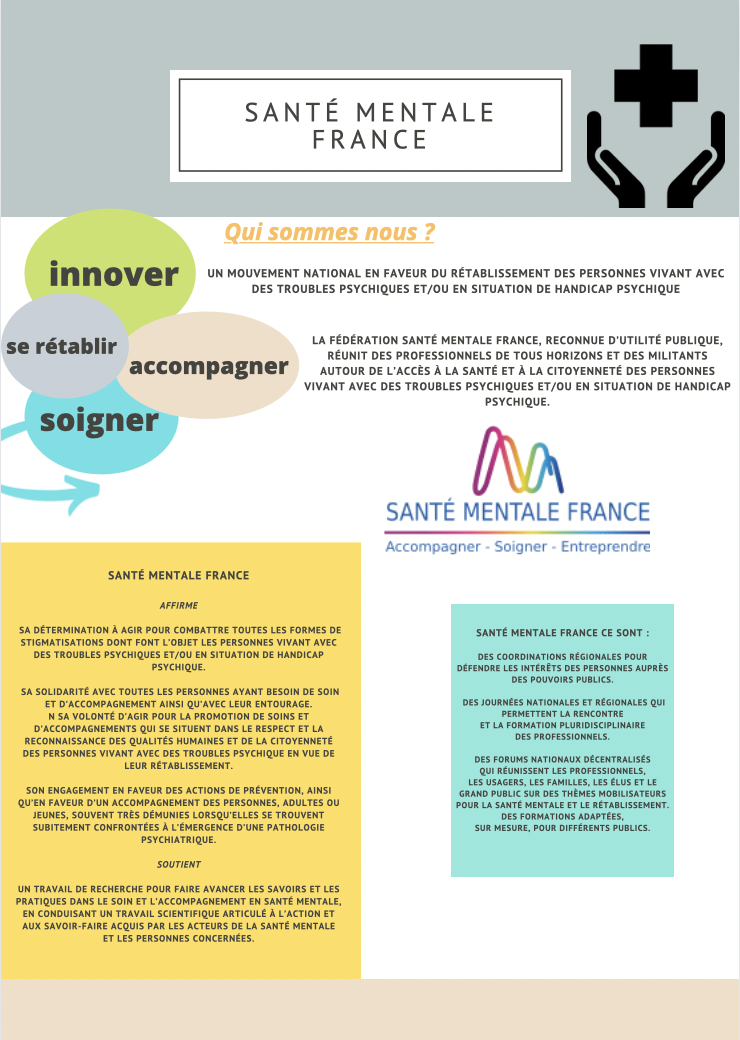 SANTÉ MENTALE
FRANCE
Qui sommes nous ?
innover
se rétablir
accompagner
soigner
UN MOUVEMENT NATIONAL EN FAVEUR DU RÉTABLISSEMENT DES PERSONNES VIVANT AVEC
DES TROUBLES PSYCHIQUES ET/OU EN SITUATION DE HANDICAP PSYCHIQUE
LA FÉDÉRATION SANTÉ MENTALE FRANCE, RECONNUE D'UTILITÉ PUBLIQUE,
RÉUNIT DES PROFESSIONNELS DE TOUS HORIZONS ET DES MILITANTS
AUTOUR DE L'ACCÈS À LA SANTÉ ET À LA CITOYENNETÉ DES PERSONNES
VIVANT AVEC DES TROUBLES PSYCHIQUES ET/OU EN SITUATION DE HANDICAP
PSYCHIQUE.
SANTÉ MENTALE FRANCE
Accompagner - Soigner - Entreprendre
SANTÉ MENTALE FRANCE
AFFIRME
SA DÉTERMINATION À AGIR POUR COMBATTRE TOUTES LES FORMES DE
STIGMATISATIONS DONT FONT L'OBJET LES PERSONNES VIVANT AVEC
DES TROUBLES PSYCHIQUES ET/OU EN SITUATION DE HANDICAP
PSYCHIQUE.
SA SOLIDARITÉ AVEC TOUTES LES PERSONNES AYANT BESOIN DE SOIN
ET D'ACCOMPAGNEMENT AINSI QU'AVEC LEUR ENTOURAGE.
N SA VOLONTÉ D'AGIR POUR LA PROMOTION DE SOINS ET
D'ACCOMPAGNEMENTS QUI SE SITUENT DANS LE RESPECT ET LA
RECONNAISSANCE DES QUALITÉS HUMAINES ET DE LA CITOYENNETÉ
DES PERSONNES VIVANT AVEC DES TROUBLES PSYCHIQUE EN VUE DE
LEUR RÉTABLISSEMENT.
SON ENGAGEMENT EN FAVEUR DES ACTIONS DE PRÉVENTION, AINSI
QU'EN FAVEUR D'UN ACCOMPAGNEMENT DES PERSONNES, ADULTES OU
JEUNES, SOUVENT TRÈS DÉMUNIES LORSQU'ELLES SE TROUVENT
SUBITEMENT CONFRONTÉES À L'ÉMERGENCE D'UNE PATHOLOGIE
PSYCHIATRIQUE.
SOUTIENT
UN TRAVAIL DE RECHERCHE POUR FAIRE AVANCER LES SAVOIRS ET LES
PRATIQUES DANS LE SOIN ET L'ACCOMPAGNEMENT EN SANTÉ MENTALE,
EN CONDUISANT UN TRAVAIL SCIENTIFIQUE ARTICULÉ À L'ACTION ET
AUX SAVOIR-FAIRE ACQUIS PAR LES ACTEURS DE LA SANTÉ MENTALE
ET LES PERSONNES CONCERNÉES.
SANTÉ MENTALE FRANCE CE SONT :
DES COORDINATIONS RÉGIONALES POUR
DÉFENDRE LES INTÉRÊTS DES PERSONNES AUPRÈS
DES POUVOIRS PUBLICS.
DES JOURNÉES NATIONALES ET RÉGIONALES QUI
PERMETTENT LA RENCONTRE
ET LA FORMATION PLURIDISCIPLINAIRE
DES PROFESSIONNELS.
DES FORUMS NATIONAUX DÉCENTRALISÉS
QUI RÉUNISSENT LES PROFESSIONNELS,
LES USAGERS, LES FAMILLES, LES ÉLUS ET LE
GRAND PUBLIC SUR DES THÈMES MOBILISATEURS
POUR LA SANTÉ MENTALE ET LE RÉTABLISSEMENT.
DES FORMATIONS ADAPTÉES,
SUR MESURE, POUR DIFFÉRENTS PUBLICS.